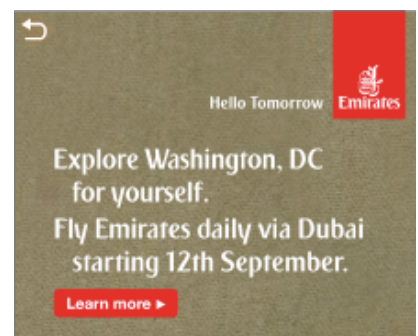 Hello Tomorrow
Emirates
Explore Washington, DC
for yourself.
Fly Emirates daily via Dubai
starting 12th September.
Learn more ▸